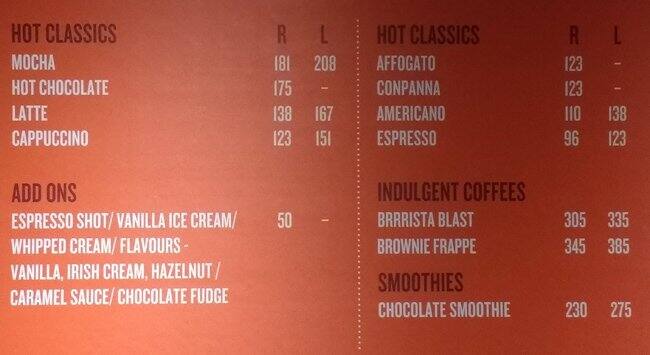 HOT CLASSICS R L
MOCHA 181 208
HOT CHOCOLATE 175 -
LATTE 138 167
CAPPUCCINO 123 151
ADD ONS
ESPRESSO SHOT/ VANILLA ICE CREAM/ 50 -
WHIPPED CREAM/ FLAVOURS -
VANILLA, IRISH CREAM, HAZELNUT /
CARAMEL SAUCE/ CHOCOLATE FUDGE
HOT CLASSICS R L
AFFOGATO 123 -
CONPANNA 123 -
AMERICANO 110 138
ESPRESSO 96 123
INDULGENT COFFEES
BRRRISTA BLAST 305 335
BROWNIE FRAPPE 345 385
SMOOTHIES
CHOCOLATE SMOOTHIE 230 275